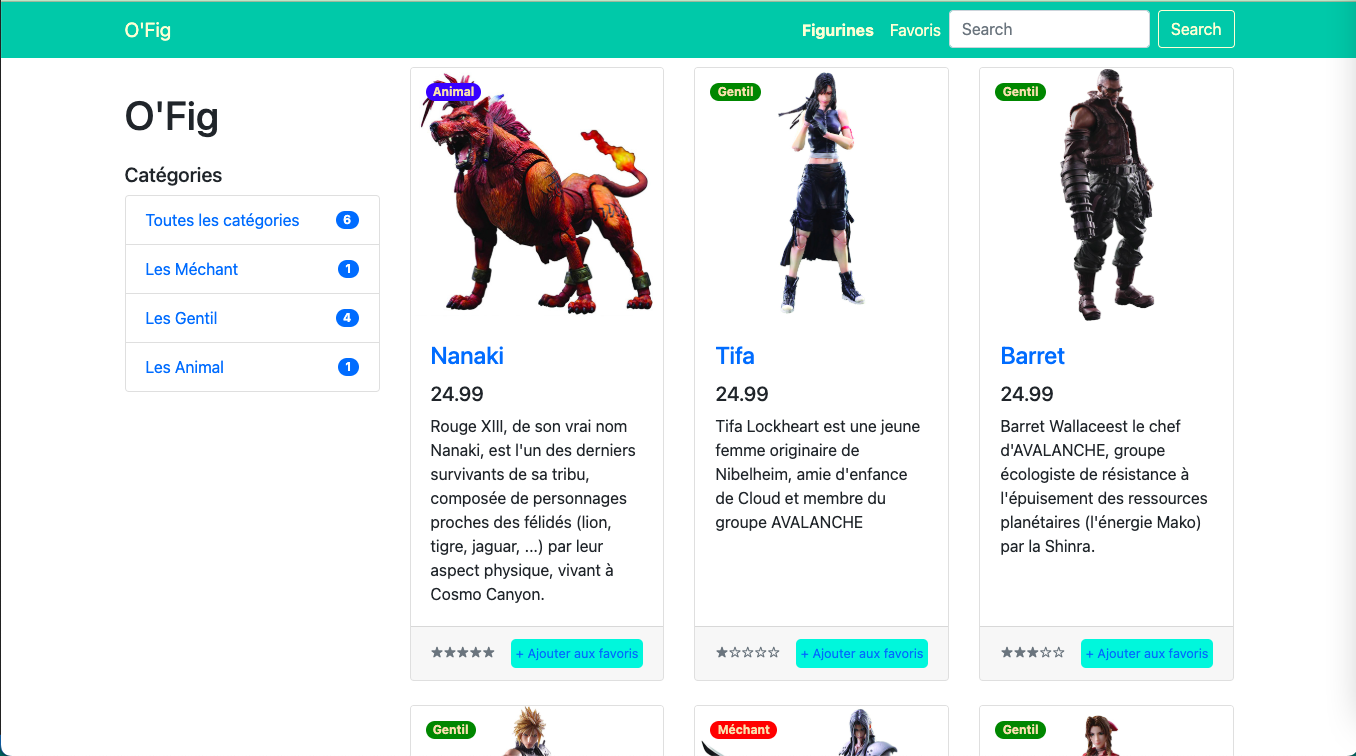 O'Fig
Figurines
Favoris
Search
Search
O'Fig
Catégories
Toutes les catégories 6
Les Méchant 1
Les Gentil 4
Les Animal 1
Animal
Nanaki
24.99
Rouge XIII, de son vrai nom
Nanaki, est l'un des derniers
survivants de sa tribu,
composée de personnages
proches des félidés (lion,
tigre, jaguar, ...) par leur
aspect physique, vivant à
Cosmo Canyon.
★★★★★ + Ajouter aux favoris
Gentil
Tifa
24.99
Tifa Lockheart est une jeune
femme originaire de
Nibelheim, amie d'enfance
de Cloud et membre du
groupe AVALANCHE
★☆☆☆☆ + Ajouter aux favoris
Gentil
Barret
24.99
Barret Wallaceest le chef
d'AVALANCHE, groupe
écologiste de résistance à
l'épuisement des ressources
planétaires (l'énergie Mako)
par la Shinra.
★★★☆☆ + Ajouter aux favoris
Gentil
Méchant
Gentil